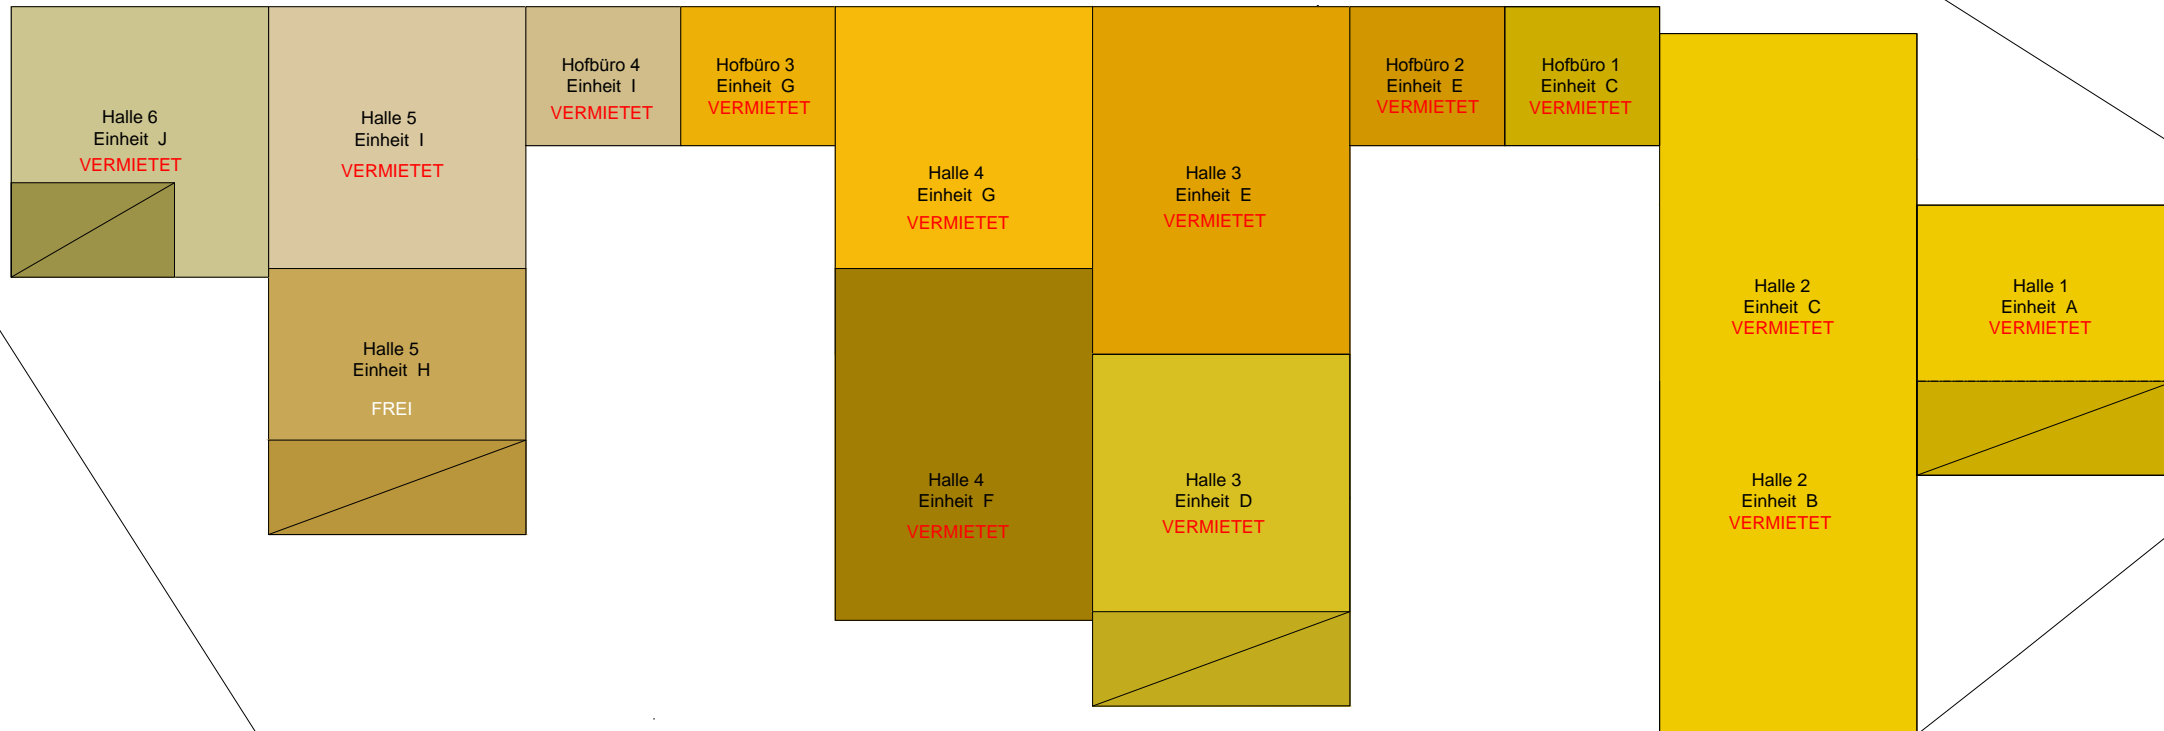 Halle 6
Einheit J
VERMIETET
Halle 5
Einheit I
VERMIETET
Hofbüro 4
Einheit I
VERMIETET
Hofbüro 3
Einheit G
VERMIETET
Halle 4
Einheit G
VERMIETET
Halle 3
Einheit E
VERMIETET
Hofbüro 2
Einheit E
VERMIETET
Hofbüro 1
Einheit C
VERMIETET
Halle 2
Einheit C
VERMIETET
Halle 1
Einheit A
VERMIETET
Halle 5
Einheit H
FREI
Halle 4
Einheit F
VERMIETET
Halle 3
Einheit D
VERMIETET
Halle 2
Einheit B
VERMIETET